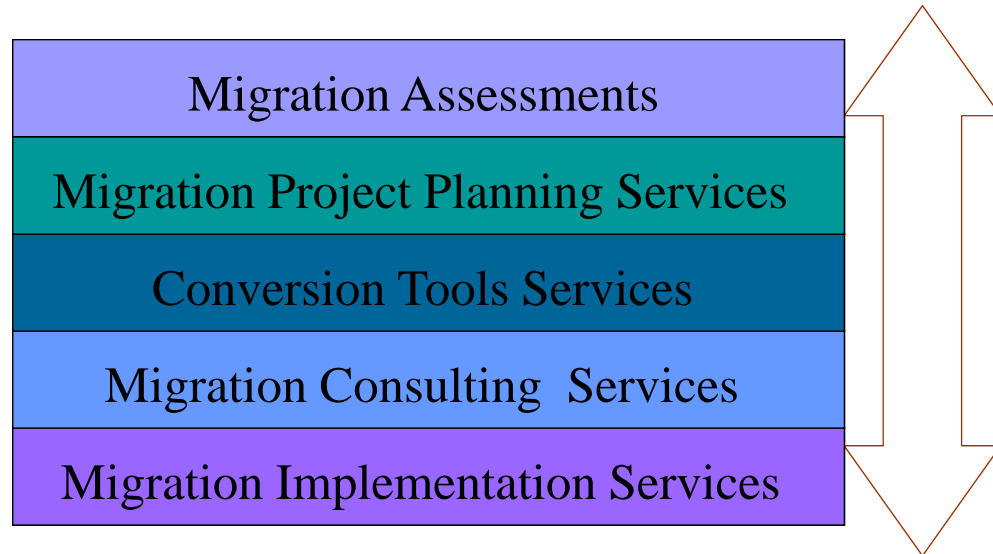 Migration Assessments
Migration Project Planning Services
Conversion Tools Services
Migration Consulting  Services
Migration Implementation Services